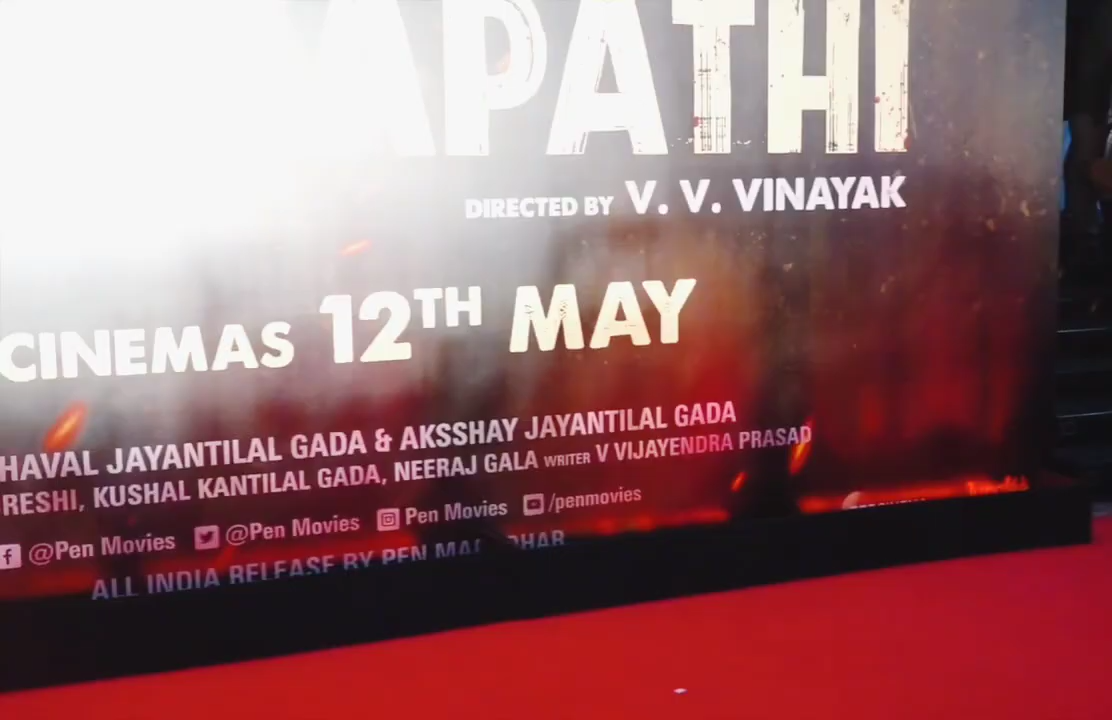 APATHI
DIRECTED BY V. V. VINAYAK
CINEMAS 12TH MAY
HAVAL JAYANTILAL GADA & AKSSHAY JAYANTILAL GADA
RESHI, KUSHAL KANTILAL GADA, NEERAJ GALA WRITER V VIJAYENDRA PRASAD
@Pen Movies @Pen Movies Pen Movies /penmovies
ALL INDIA RELEASE BY PEN